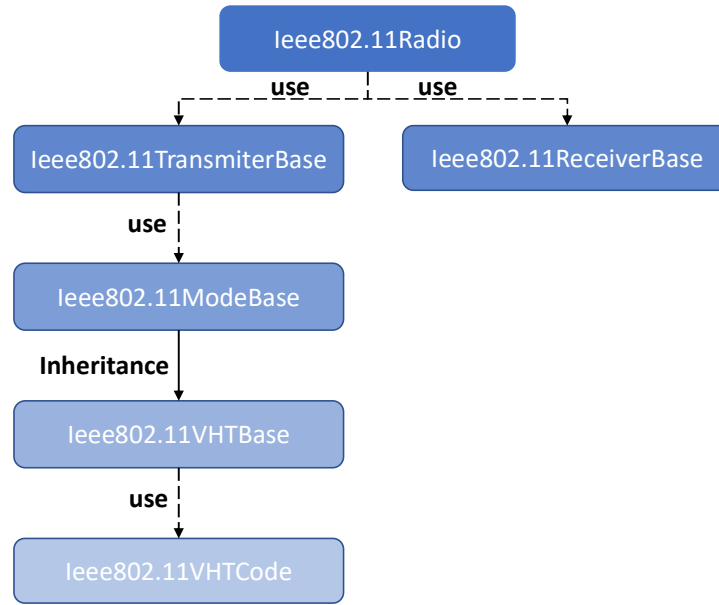 Ieee802.11Radio
use
use
Ieee802.11TransmiterBase
Ieee802.11ReceiverBase
use
Ieee802.11ModeBase
Inheritance
Ieee802.11VHTBase
use
Ieee802.11VHTCode